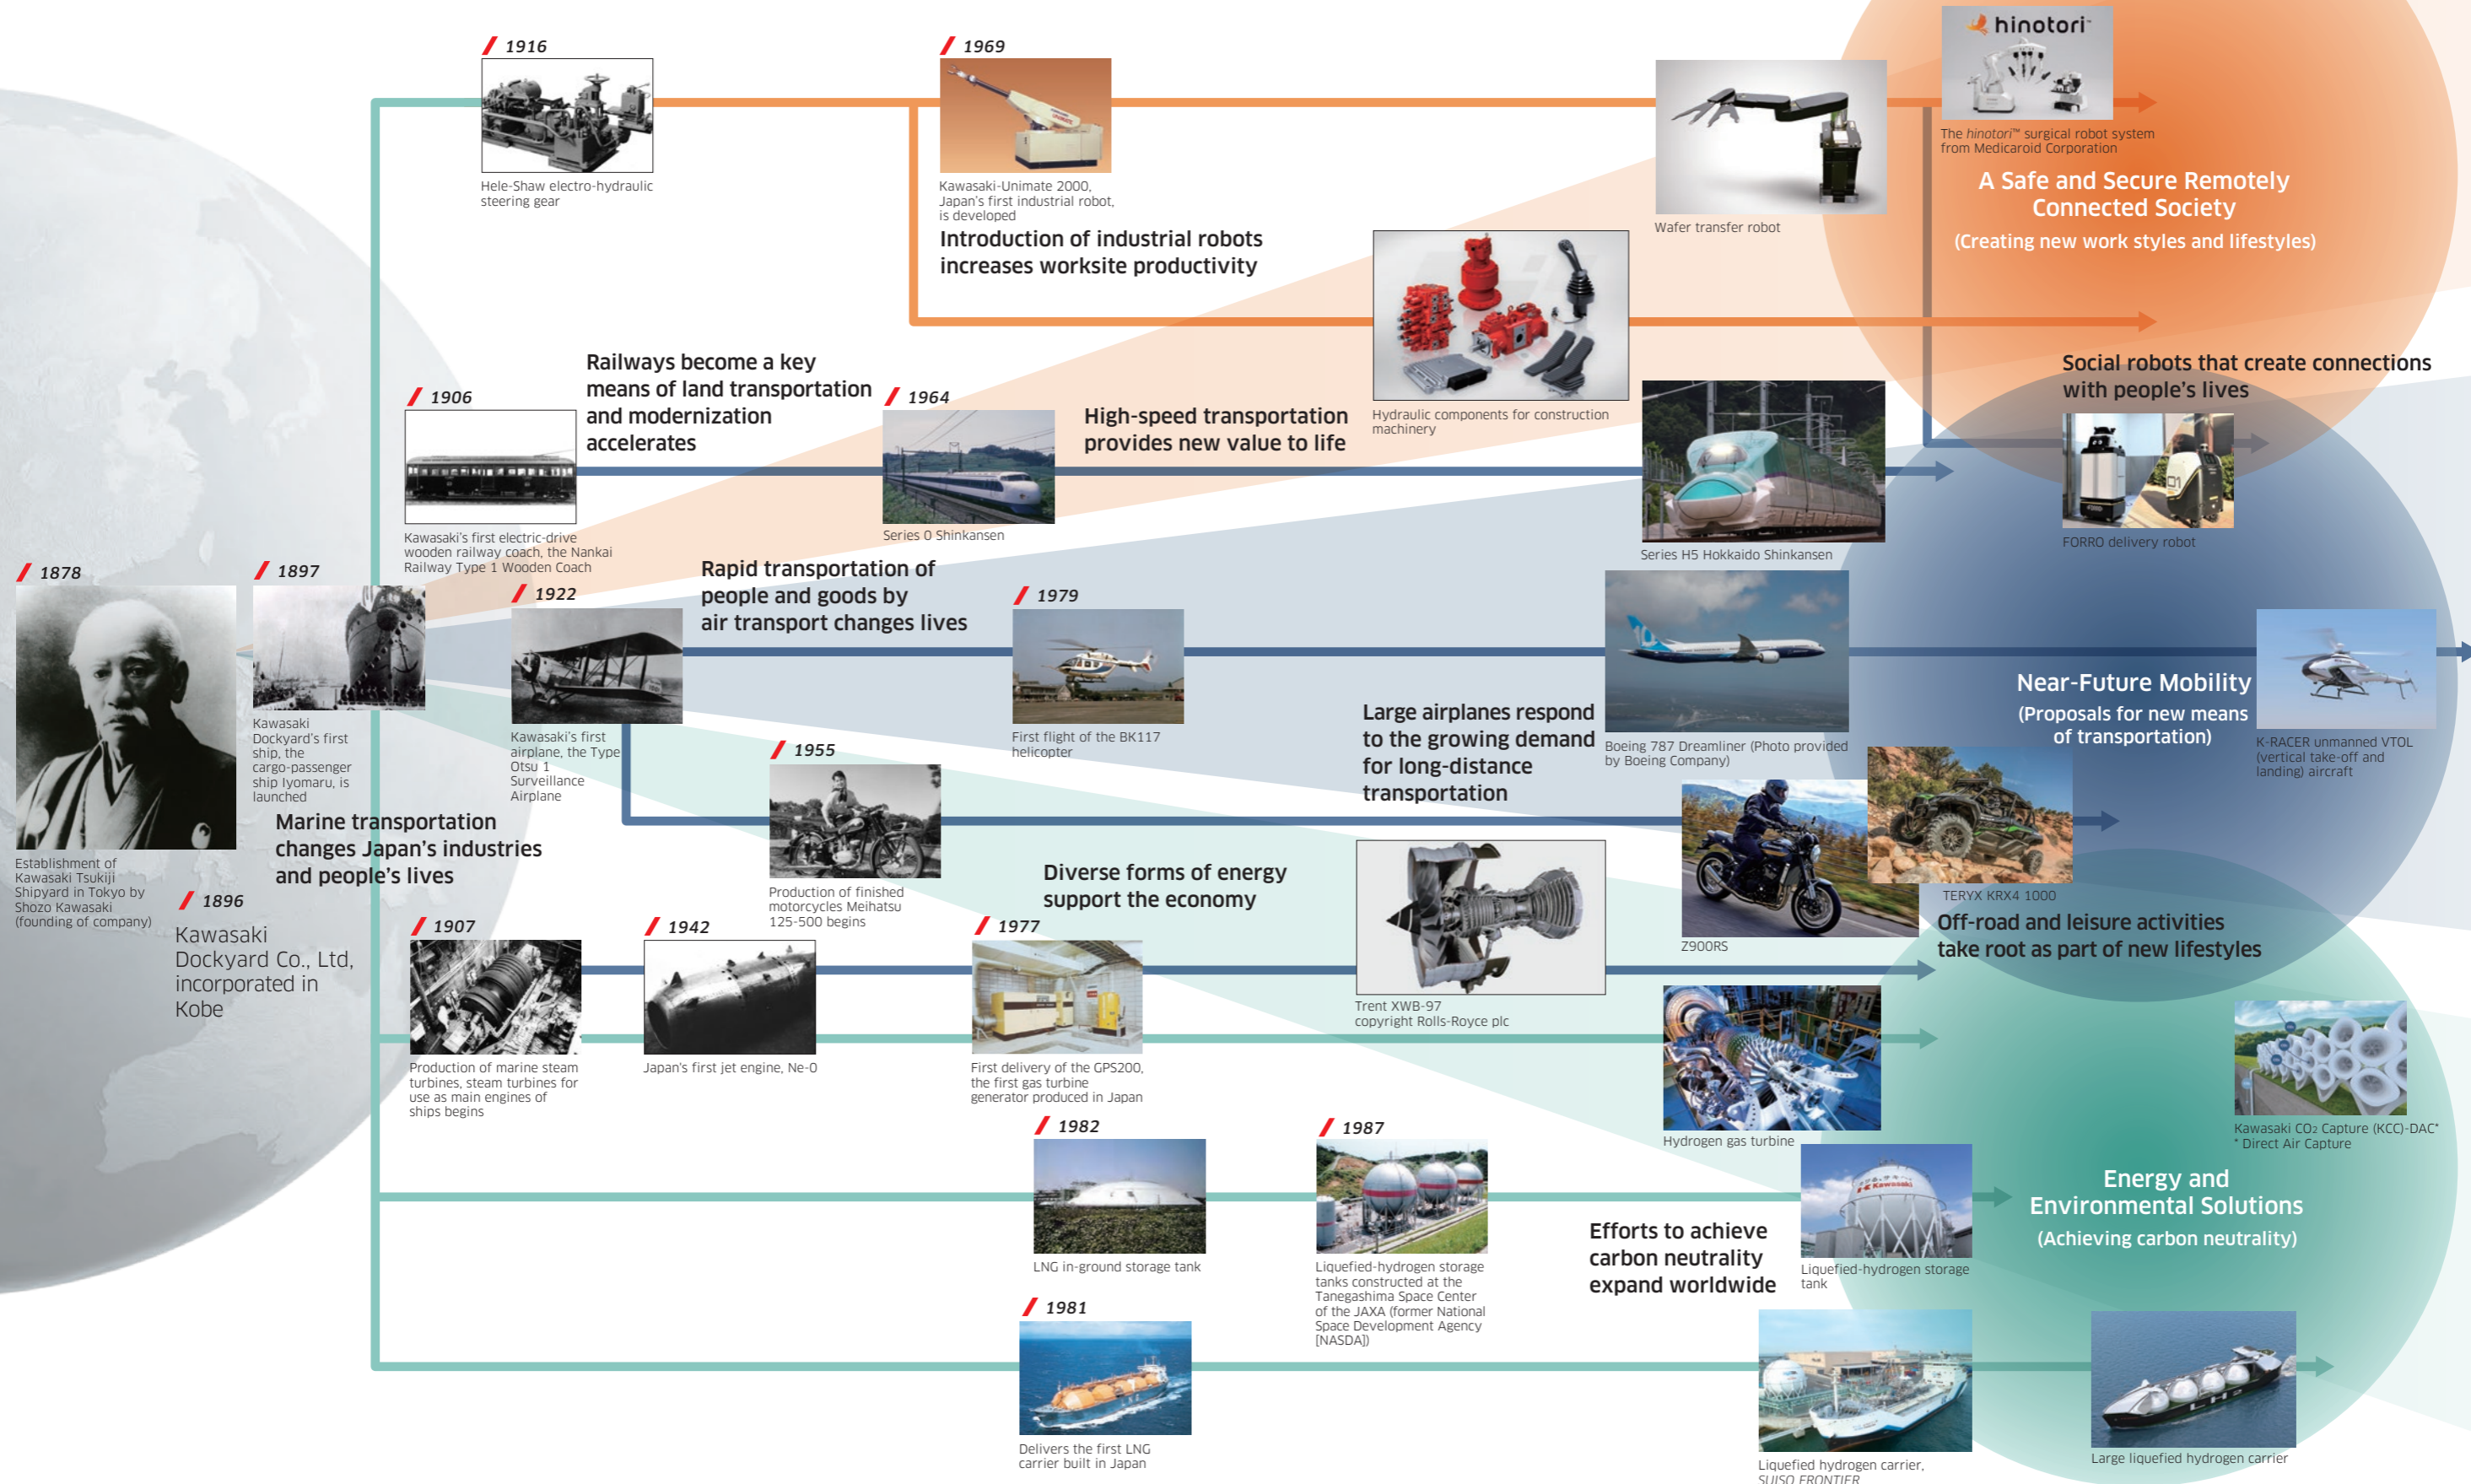 1916
Hele-Shaw electro-hydraulic
steering gear
1969
Kawasaki-Unimate 2000,
Japan's first industrial robot,
is developed
Introduction of industrial robots
increases worksite productivity
Wafer transfer robot
hinotori™
The hinotori™ surgical robot system
from Medicaroid Corporation
A Safe and Secure Remotely
Connected Society
(Creating new work styles and lifestyles)
Hydraulic components for construction
machinery
Social robots that create connections
with people's lives
FORRO delivery robot
1906
Kawasaki's first electric-drive
wooden railway coach, the Nankai
Railway Type 1 Wooden Coach
Railways become a key
means of land transportation
and modernization
accelerates
1964
Series 0 Shinkansen
High-speed transportation
provides new value to life
Series H5 Hokkaido Shinkansen
1878
Establishment of
Kawasaki Tsukiji
Shipyard in Tokyo by
Shozo Kawasaki
(founding of company)
1897
Kawasaki
Dockyard's first
ship, the
cargo-passenger
ship Iyomaru, is
launched
Marine transportation
changes Japan's industries
and people's lives
1896
Kawasaki
Dockyard Co., Ltd,
incorporated in
Kobe
1922
Kawasaki's first
airplane, the Type
Otsu 1
Surveillance
Airplane
Rapid transportation of
people and goods by
air transport changes lives
1979
First flight of the BK117
helicopter
Large airplanes respond
to the growing demand
for long-distance
transportation
Boeing 787 Dreamliner (Photo provided
by Boeing Company)
Near-Future Mobility
(Proposals for new means
of transportation)
K-RACER unmanned VTOL
(vertical take-off and
landing) aircraft
1955
Production of finished
motorcycles Meihatsu
125-500 begins
Z900RS
TERYX KRX4 1000
Off-road and leisure activities
take root as part of new lifestyles
1907
Production of marine steam
turbines, steam turbines for
use as main engines of
ships begins
1942
Japan's first jet engine, Ne-0
1977
First delivery of the GPS200,
the first gas turbine
generator produced in Japan
Diverse forms of energy
support the economy
Trent XWB-97
copyright Rolls-Royce plc
Hydrogen gas turbine
Kawasaki CO₂ Capture (KCC)-DAC*
* Direct Air Capture
1982
LNG in-ground storage tank
1987
Liquefied-hydrogen storage
tanks constructed at the
Tanegashima Space Center
of the JAXA (former National
Space Development Agency
[NASDA])
Efforts to achieve
carbon neutrality
expand worldwide
Kawasaki
Liquefied-hydrogen storage
tank
Energy and
Environmental Solutions
(Achieving carbon neutrality)
1981
Delivers the first LNG
carrier built in Japan
Liquefied hydrogen carrier,
SUISO FRONTIER
Large liquefied hydrogen carrier